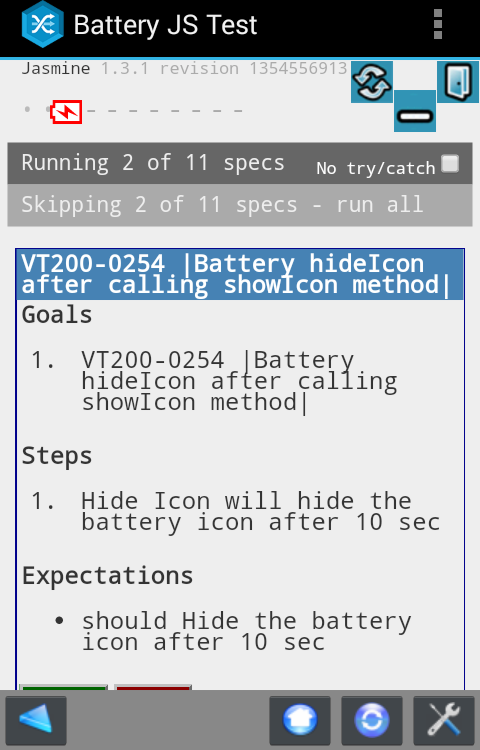 Battery JS Test
Jasmine 1.3.1 revision 1354556913
Running 2 of 11 specs No try/catch
Skipping 2 of 11 specs - run all
VT200-0254 |Battery hideIcon
after calling showIcon method|
Goals
1. VT200-0254 |Battery
hideIcon after calling
showIcon method|
Steps
1. Hide Icon will hide the
battery icon after 10 sec
Expectations
• should Hide the battery
icon after 10 sec